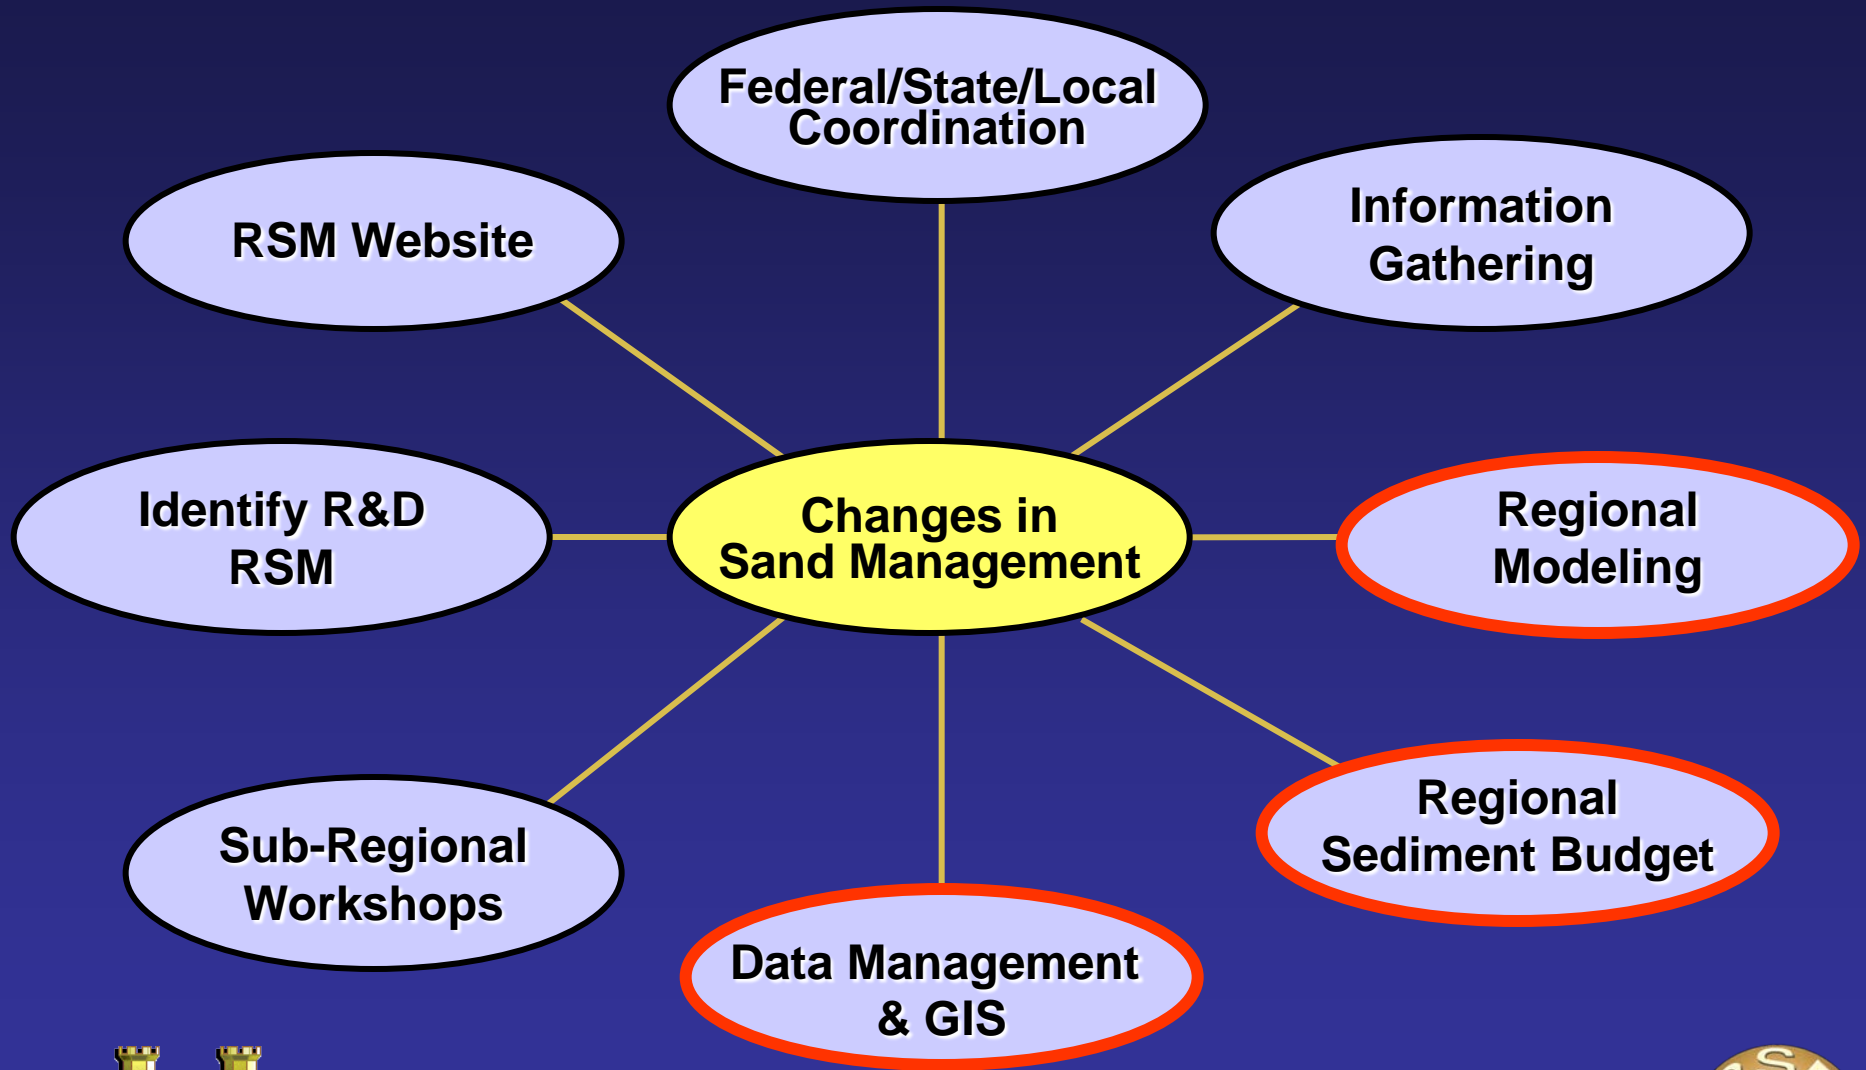 Federal/State/Local
Coordination
RSM Website
Information
Gathering
Identify R&D
RSM
Changes in
Sand Management
Regional
Modeling
Sub-Regional
Workshops
Regional
Sediment Budget
Data Management
& GIS